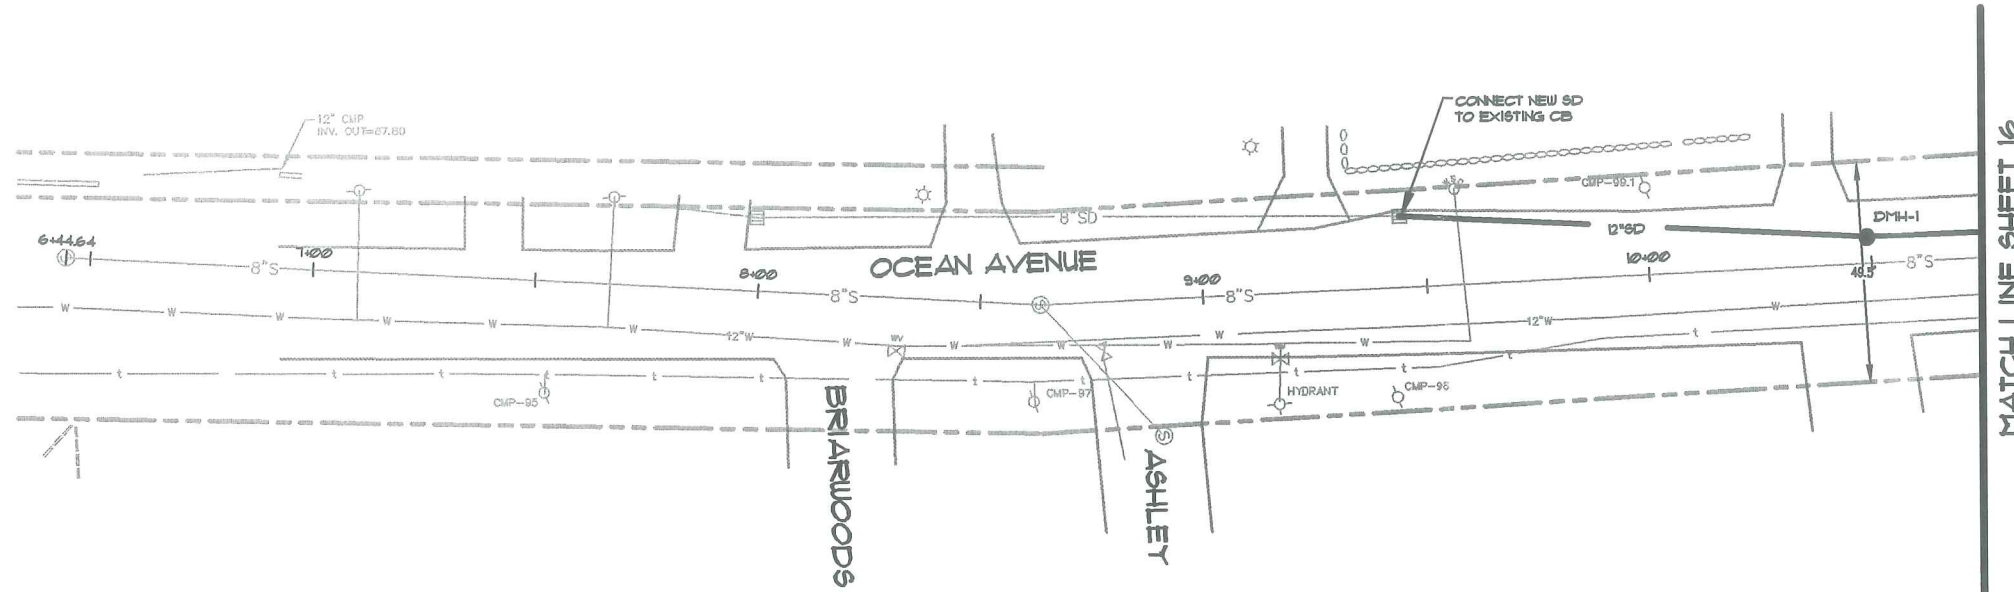 12" CMP
INV. OUT=67.80
CONNECT NEW SD
TO EXISTING CB
CMP-99.1
DMH-1
8"SD
12"SD
6+44.64
7+00
8"S
8+00
OCEAN AVENUE
8"S
9+00
8"S
10+00
49.5'
8"S
W W W W W W 12"W W W W W W W W 12"W W
WV
t t t t t t t t t t t t t
CMP-95
CMP-97
HYDRANT
CMP-98
S
BRIARWOODS
ASHLEY
MATCH LINE SHEET 16